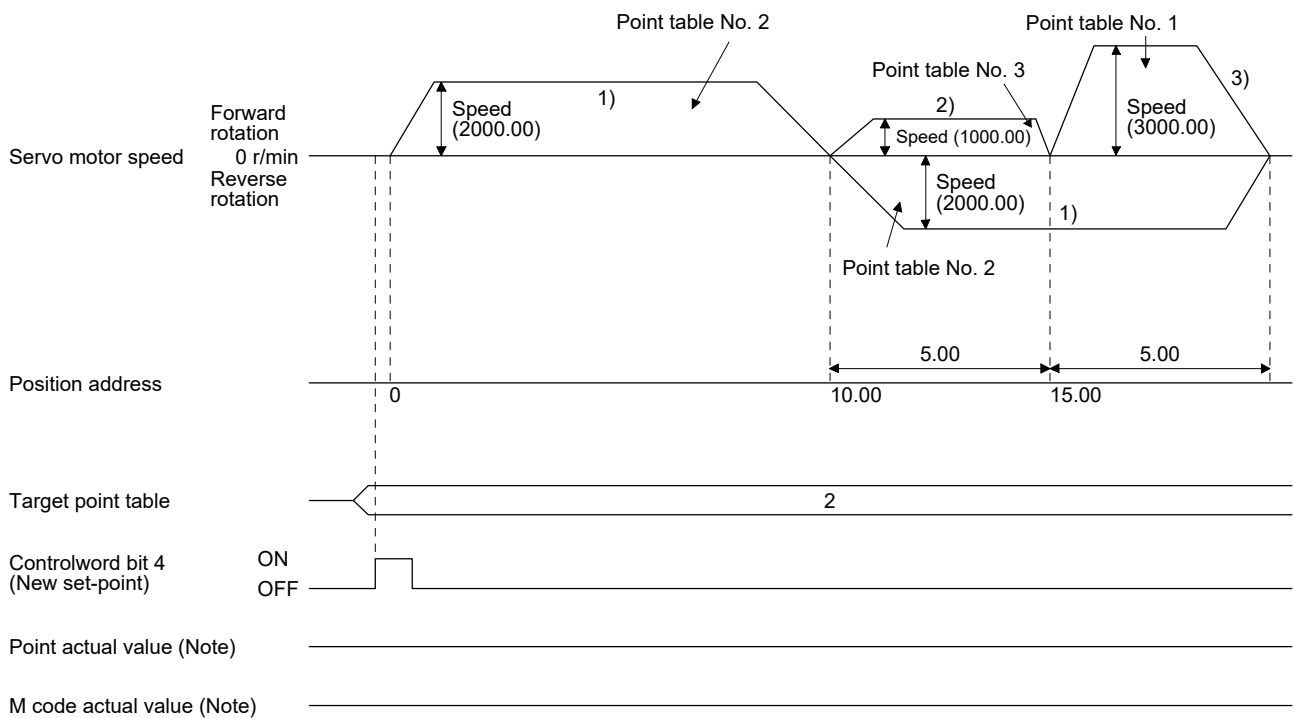 Point table No. 2
Point table No. 1
Point table No. 3
3)
1)
2)
Speed
(2000.00)
Speed
(3000.00)
Speed (1000.00)
Forward
rotation
Servo motor speed
0 r/min
Reverse
rotation
Speed
(2000.00)
1)
Point table No. 2
5.00
5.00
Position address
0
10.00
15.00
Target point table
2
Controlword bit 4
(New set-point)
ON
OFF
Point actual value (Note)
M code actual value (Note)